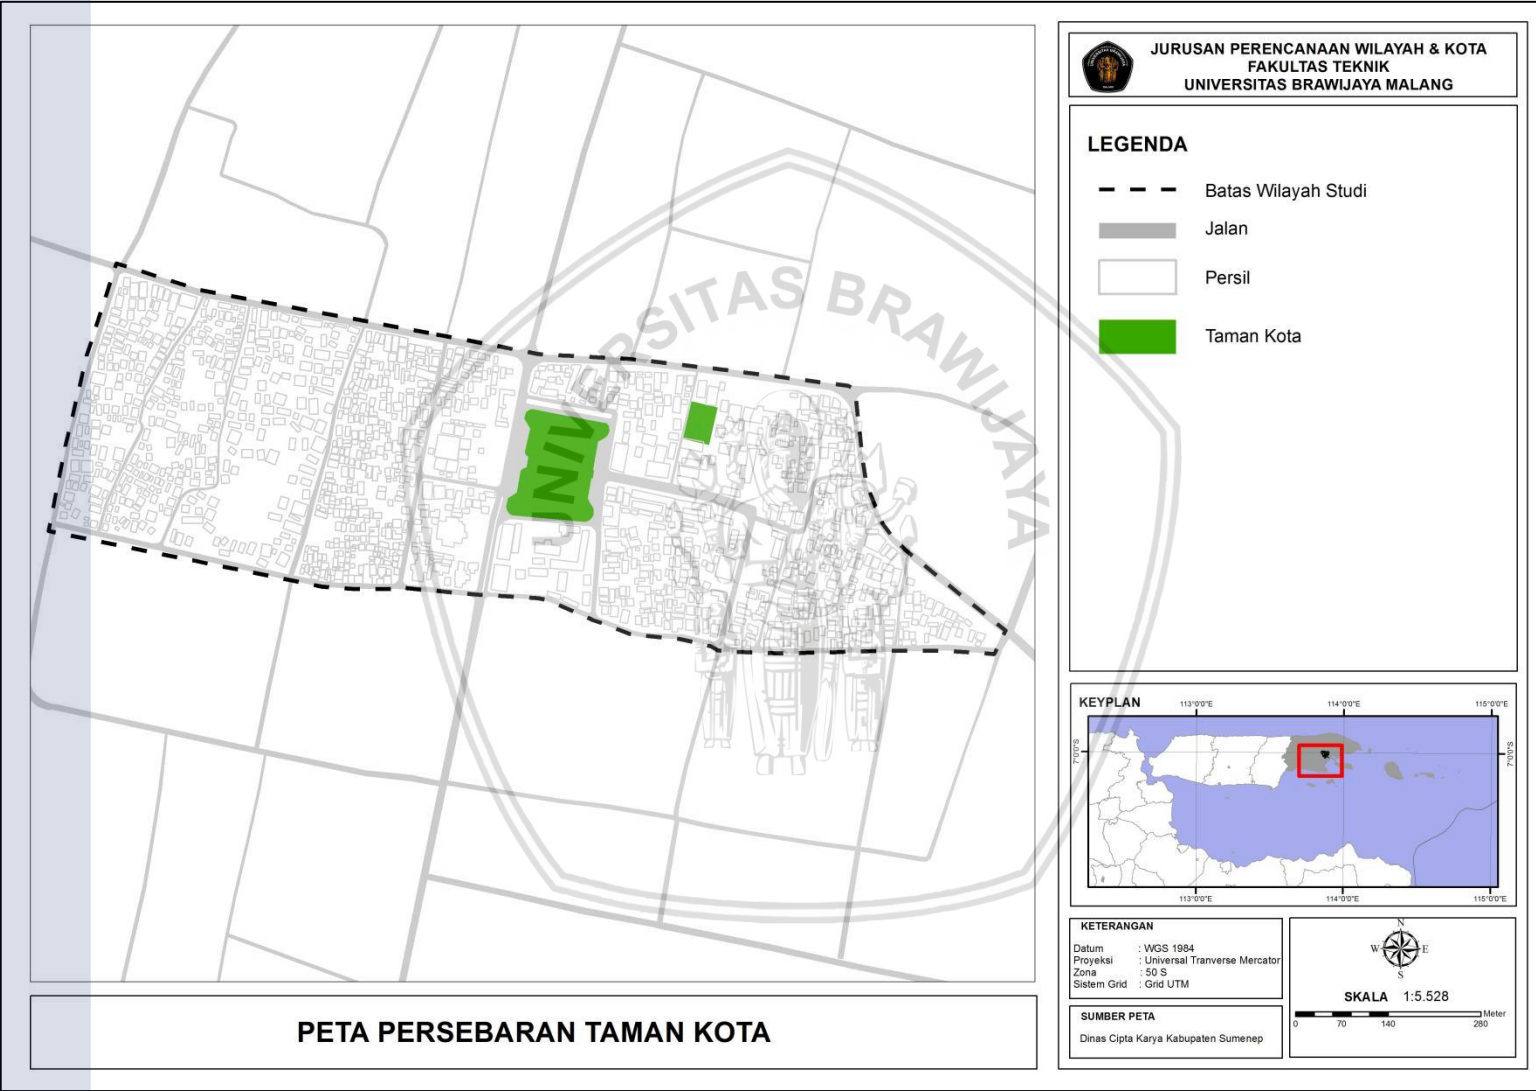 JURUSAN PERENCANAAN WILAYAH & KOTA
FAKULTAS TEKNIK
UNIVERSITAS BRAWIJAYA MALANG
LEGENDA
Batas Wilayah Studi
Jalan
Persil
Taman Kota
UNIVERSITAS BRAWIJAYA
KEYPLAN
113°0'0"E
114°0'0"E
115°0'0"E
7°0'0"S
7°0'0"S
113°0'0"E
114°0'0"E
115°0'0"E
KETERANGAN
Datum : WGS 1984
Proyeksi : Universal Tranverse Mercator
Zona : 50 S
Sistem Grid : Grid UTM
SUMBER PETA
Dinas Cipta Karya Kabupaten Sumenep
N
W E
S
SKALA 1:5.528
Meter
0 70 140 280
PETA PERSEBARAN TAMAN KOTA